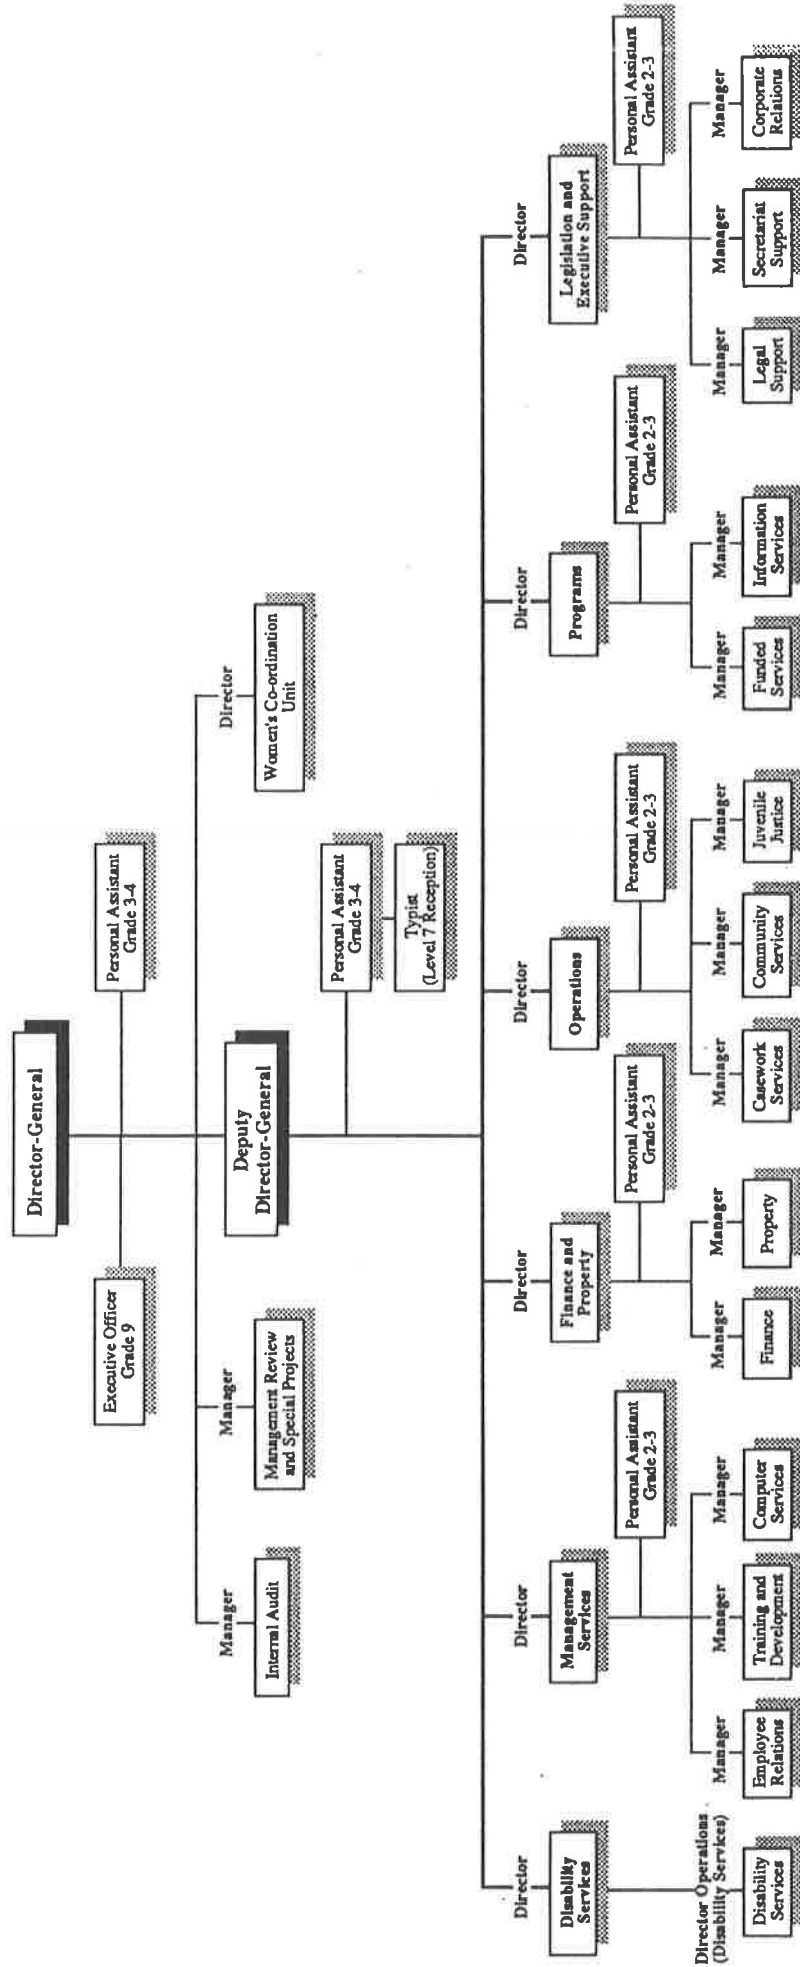 Director-General
Executive Officer
Grade 9
Personal Assistant
Grade 3-4
Manager
Internal Audit
Manager
Management Review
and Special Projects
Deputy
Director-General
Director
Women's Co-ordination
Unit
Personal Assistant
Grade 3-4
Typist
(Level 7 Reception)
Director
Disability
Services
Director
Management
Services
Director
Finance and
Property
Director
Operations
Director
Programs
Director
Legislation and
Executive Support
Personal Assistant
Grade 2-3
Personal Assistant
Grade 2-3
Personal Assistant
Grade 2-3
Personal Assistant
Grade 2-3
Personal Assistant
Grade 2-3
Director Operations
(Disability Services)
Disability
Services
Manager
Employee
Relations
Manager
Training and
Development
Manager
Computer
Services
Manager
Finance
Manager
Property
Manager
Casework
Services
Manager
Community
Services
Manager
Juvenile
Justice
Manager
Funded
Services
Manager
Information
Services
Manager
Legal
Support
Manager
Secretariat
Support
Manager
Corporate
Relations